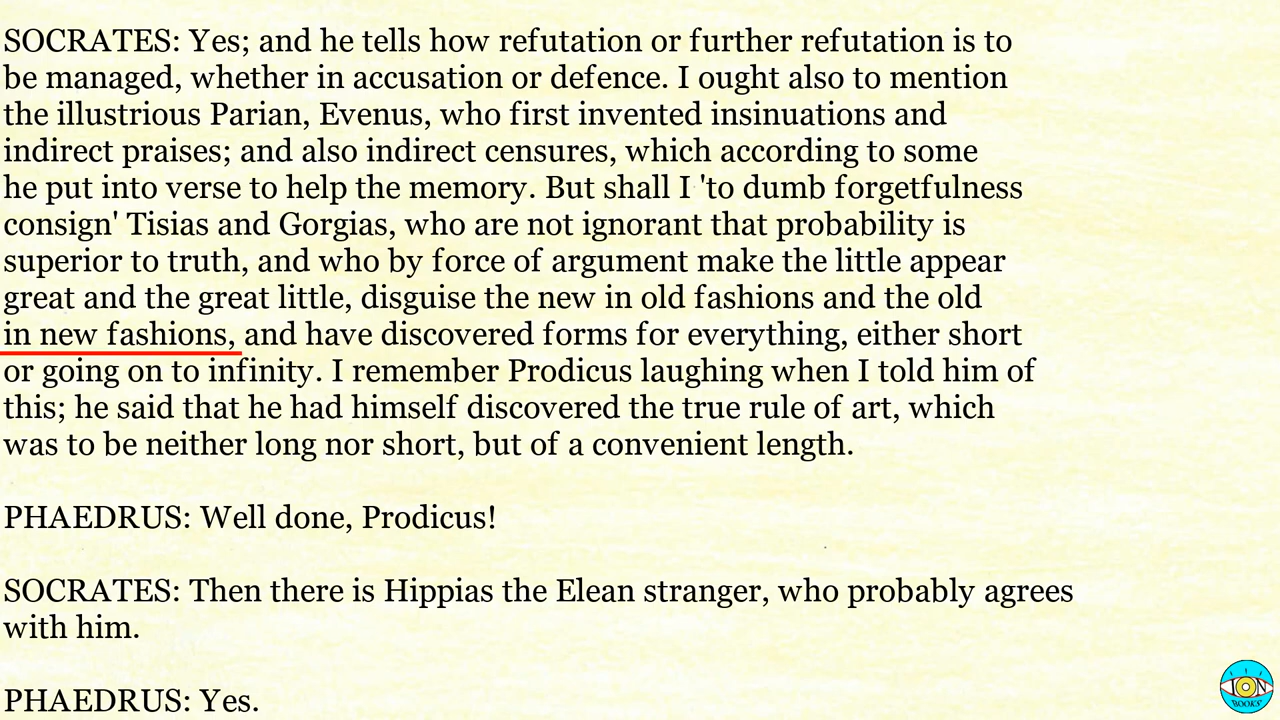 SOCRATES: Yes; and he tells how refutation or further refutation is to
be managed, whether in accusation or defence. I ought also to mention
the illustrious Parian, Evenus, who first invented insinuations and
indirect praises; and also indirect censures, which according to some
he put into verse to help the memory. But shall I 'to dumb forgetfulness
consign' Tisias and Gorgias, who are not ignorant that probability is
superior to truth, and who by force of argument make the little appear
great and the great little, disguise the new in old fashions and the old
in new fashions, and have discovered forms for everything, either short
or going on to infinity. I remember Prodicus laughing when I told him of
this; he said that he had himself discovered the true rule of art, which
was to be neither long nor short, but of a convenient length.
PHAEDRUS: Well done, Prodicus!
SOCRATES: Then there is Hippias the Elean stranger, who probably agrees
with him.
PHAEDRUS: Yes.
ION
BOOKS